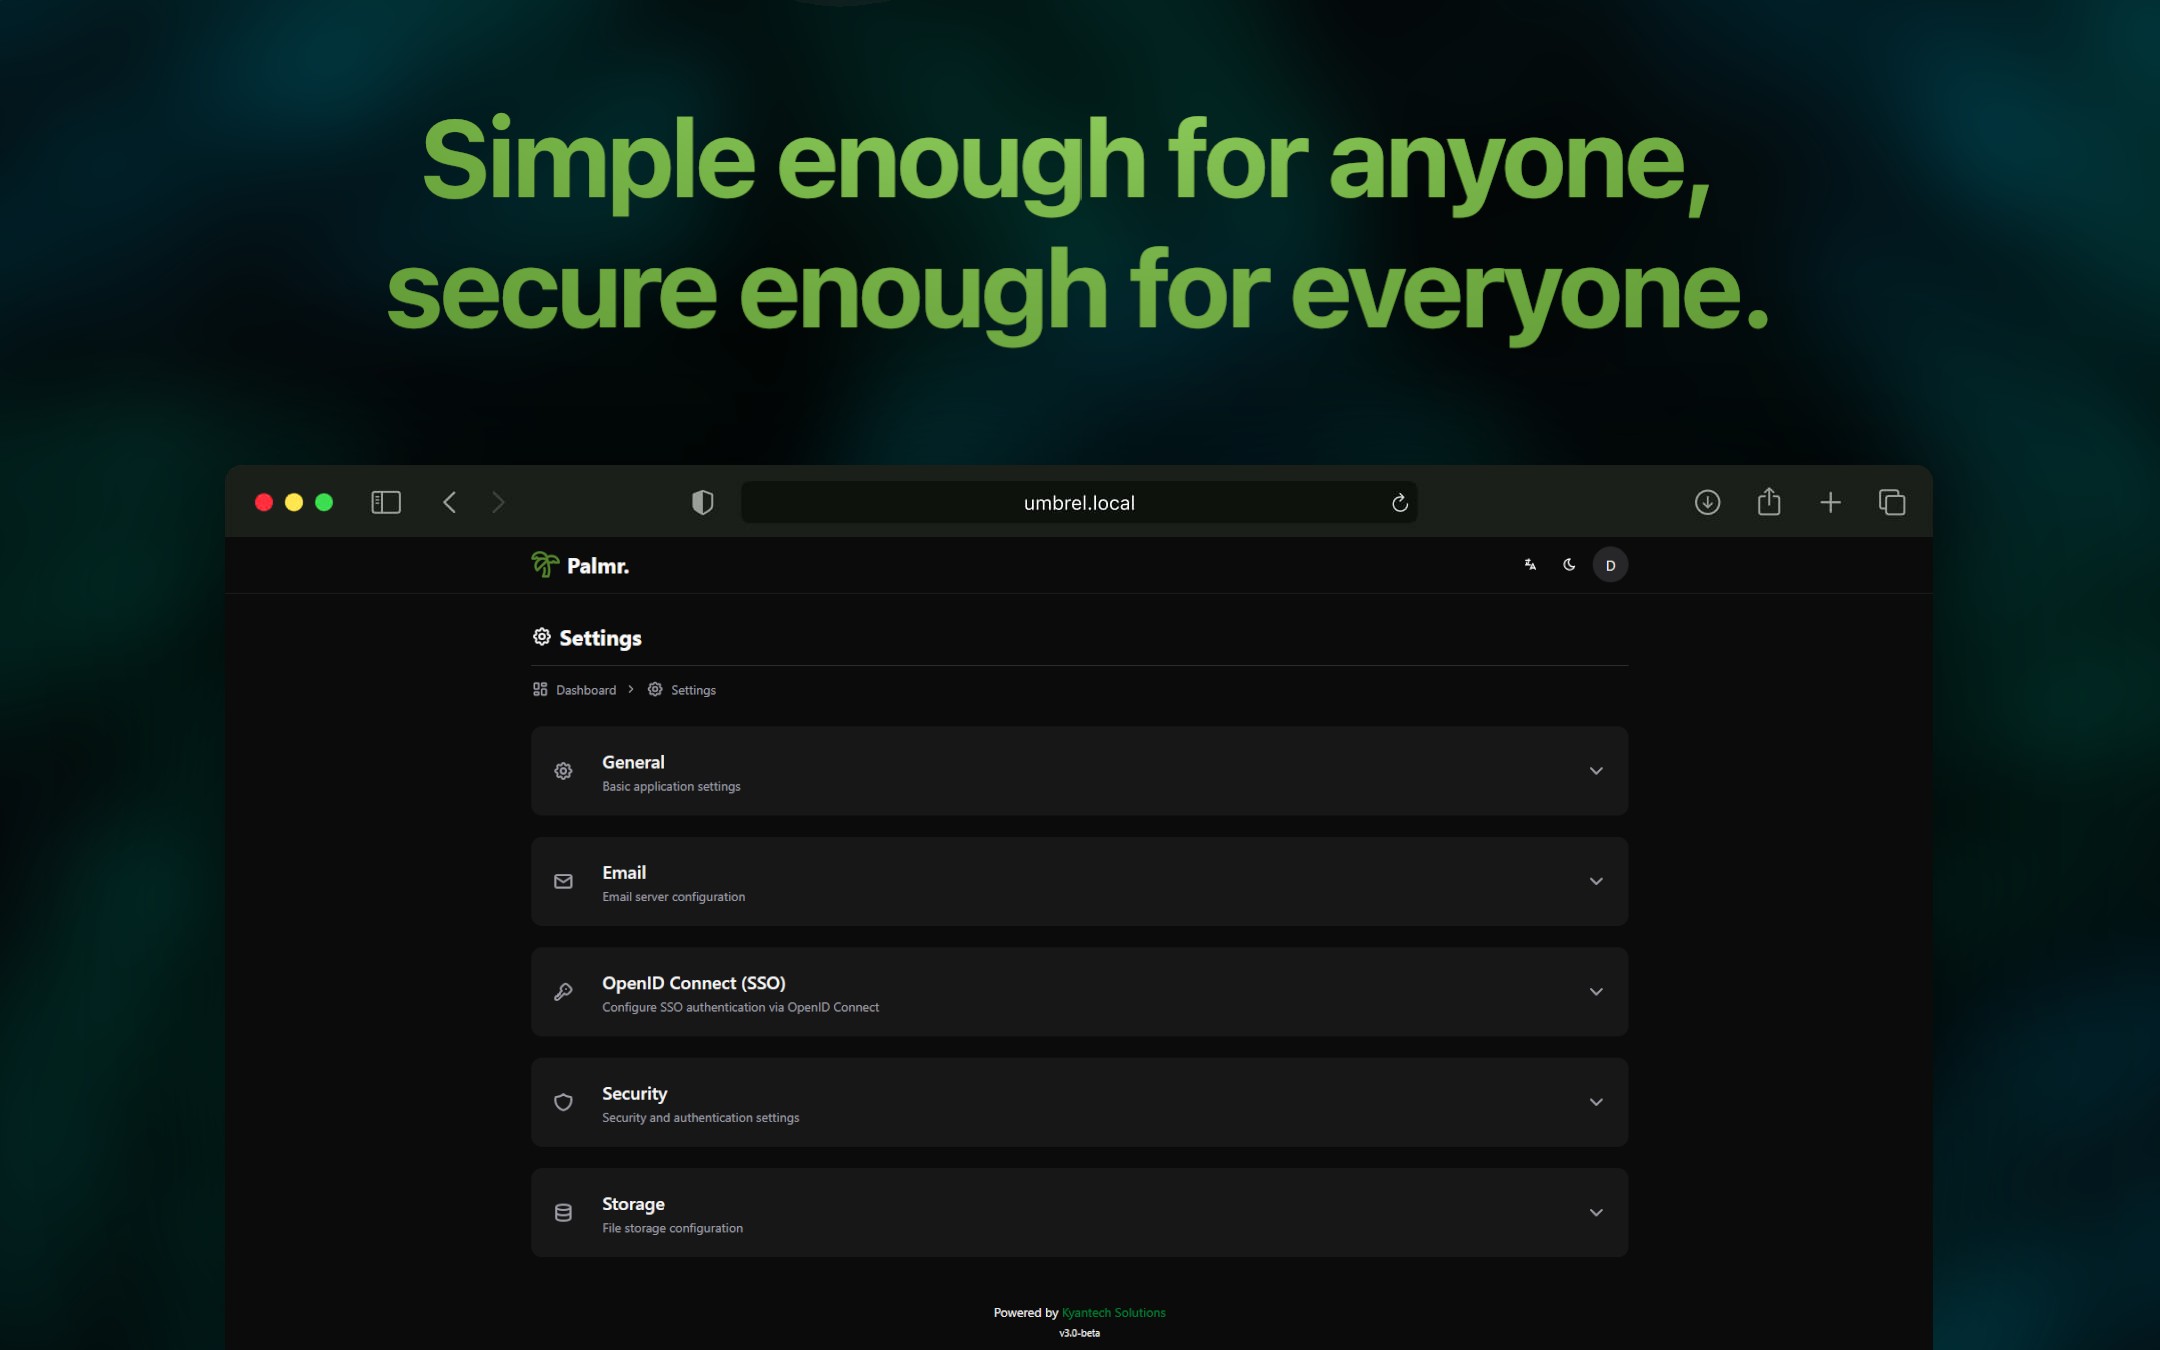 Simple enough for anyone,
secure enough for everyone.
umbrel.local
Palmr.
D
Settings
Dashboard
Settings
General
Basic application settings
Email
Email server configuration
OpenID Connect (SSO)
Configure SSO authentication via OpenID Connect
Security
Security and authentication settings
Storage
File storage configuration
Powered by Kyantech Solutions
v3.0-beta